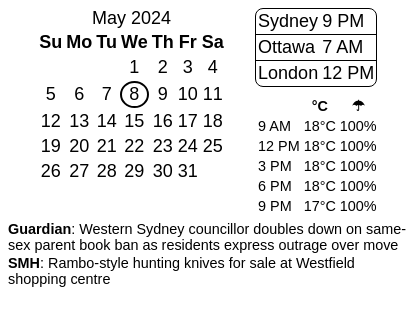 May 2024
Su Mo Tu We Th Fr Sa
1 2 3 4
5 6 7 8 9 10 11
12 13 14 15 16 17 18
19 20 21 22 23 24 25
26 27 28 29 30 31
Sydney 9 PM
Ottawa 7 AM
London 12 PM
°C ☂
9 AM 18°C 100%
12 PM 18°C 100%
3 PM 18°C 100%
6 PM 18°C 100%
9 PM 17°C 100%
Guardian: Western Sydney councillor doubles down on same-
sex parent book ban as residents express outrage over move
SMH: Rambo-style hunting knives for sale at Westfield
shopping centre